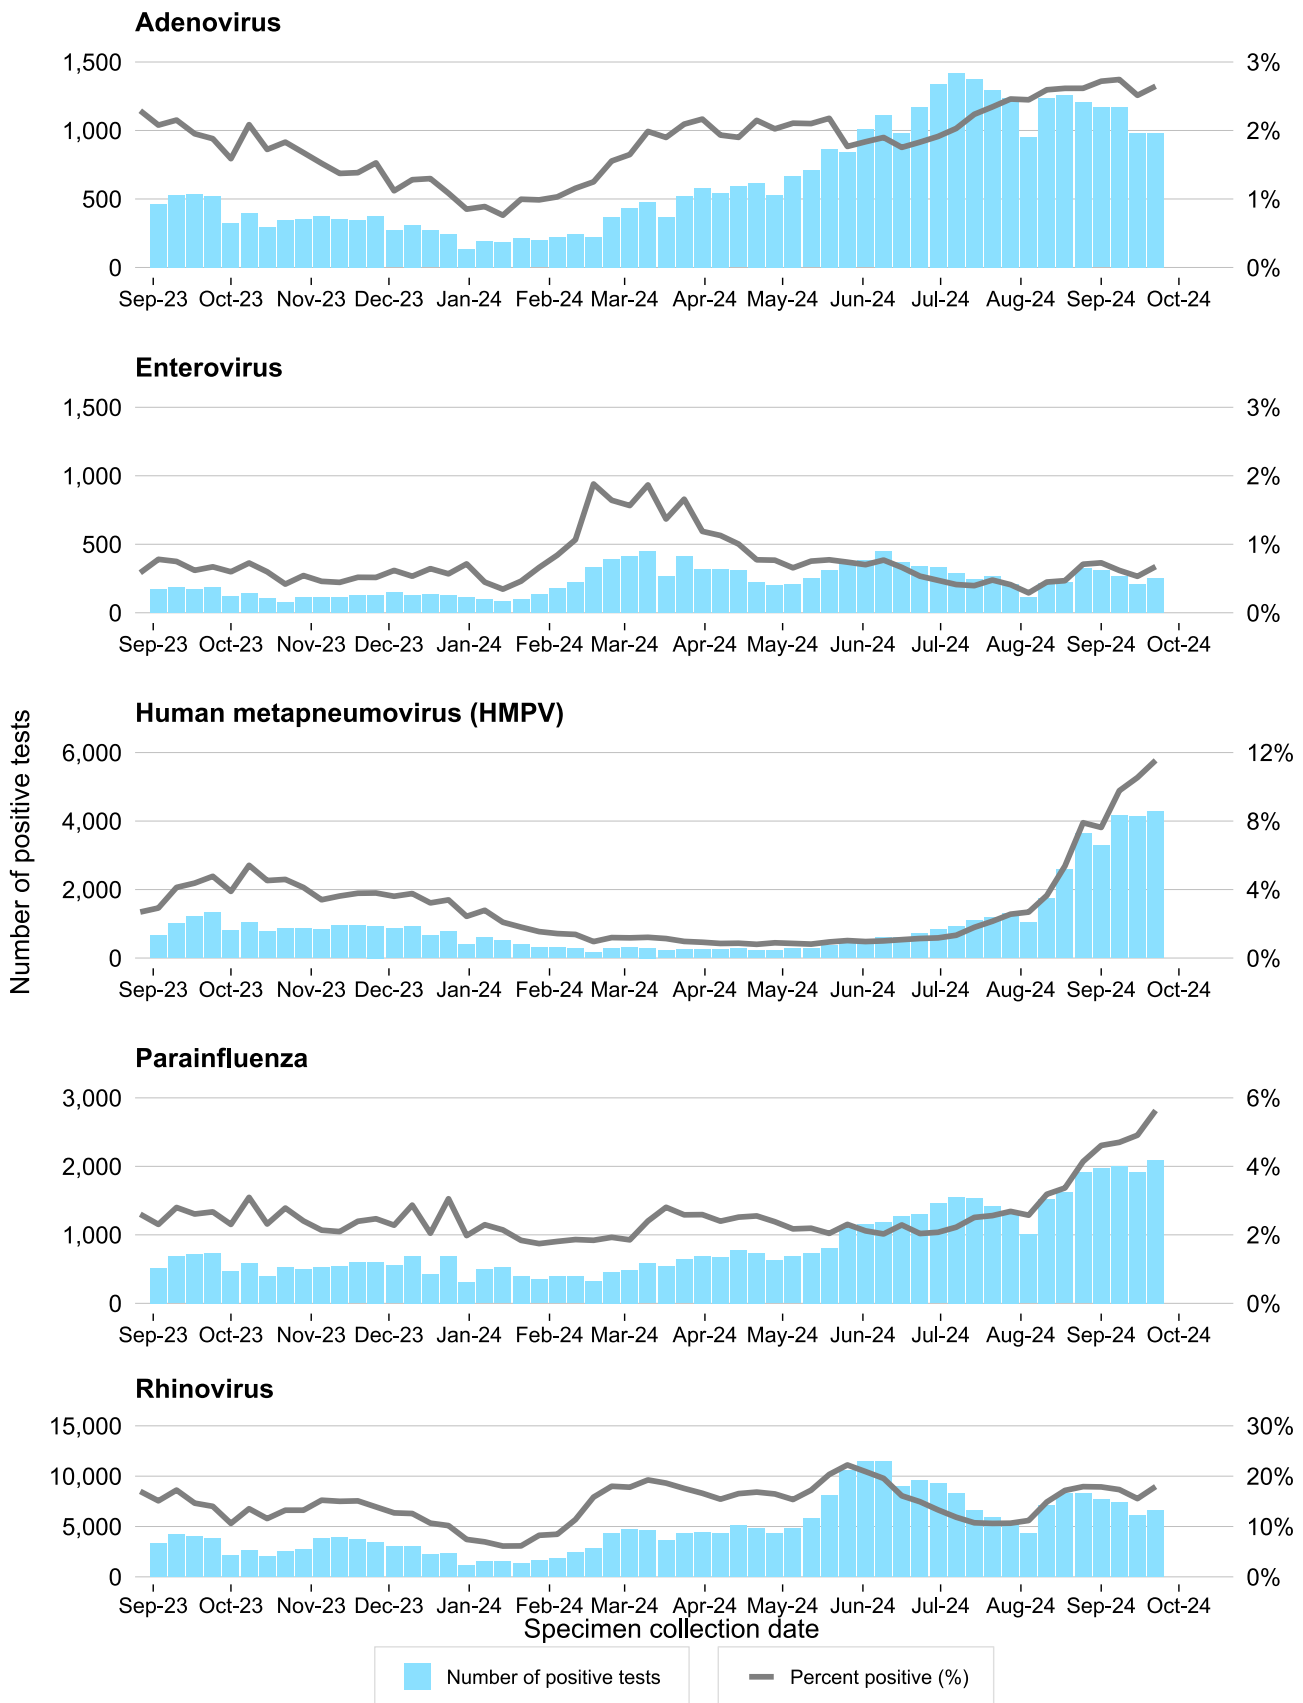 Adenovirus
1,500 3%
1,000 2%
500 1%
0 0%
Sep-23 Oct-23 Nov-23 Dec-23 Jan-24 Feb-24 Mar-24 Apr-24 May-24 Jun-24 Jul-24 Aug-24 Sep-24 Oct-24
Enterovirus
1,500 3%
1,000 2%
500 1%
0 0%
Sep-23 Oct-23 Nov-23 Dec-23 Jan-24 Feb-24 Mar-24 Apr-24 May-24 Jun-24 Jul-24 Aug-24 Sep-24 Oct-24
Number of positive tests
Human metapneumovirus (HMPV)
6,000 12%
4,000 8%
2,000 4%
0 0%
Sep-23 Oct-23 Nov-23 Dec-23 Jan-24 Feb-24 Mar-24 Apr-24 May-24 Jun-24 Jul-24 Aug-24 Sep-24 Oct-24
Parainfluenza
3,000 6%
2,000 4%
1,000 2%
0 0%
Sep-23 Oct-23 Nov-23 Dec-23 Jan-24 Feb-24 Mar-24 Apr-24 May-24 Jun-24 Jul-24 Aug-24 Sep-24 Oct-24
Rhinovirus
15,000 30%
10,000 20%
5,000 10%
0 0%
Sep-23 Oct-23 Nov-23 Dec-23 Jan-24 Feb-24 Mar-24 Apr-24 May-24 Jun-24 Jul-24 Aug-24 Sep-24 Oct-24
Specimen collection date
Number of positive tests Percent positive (%)